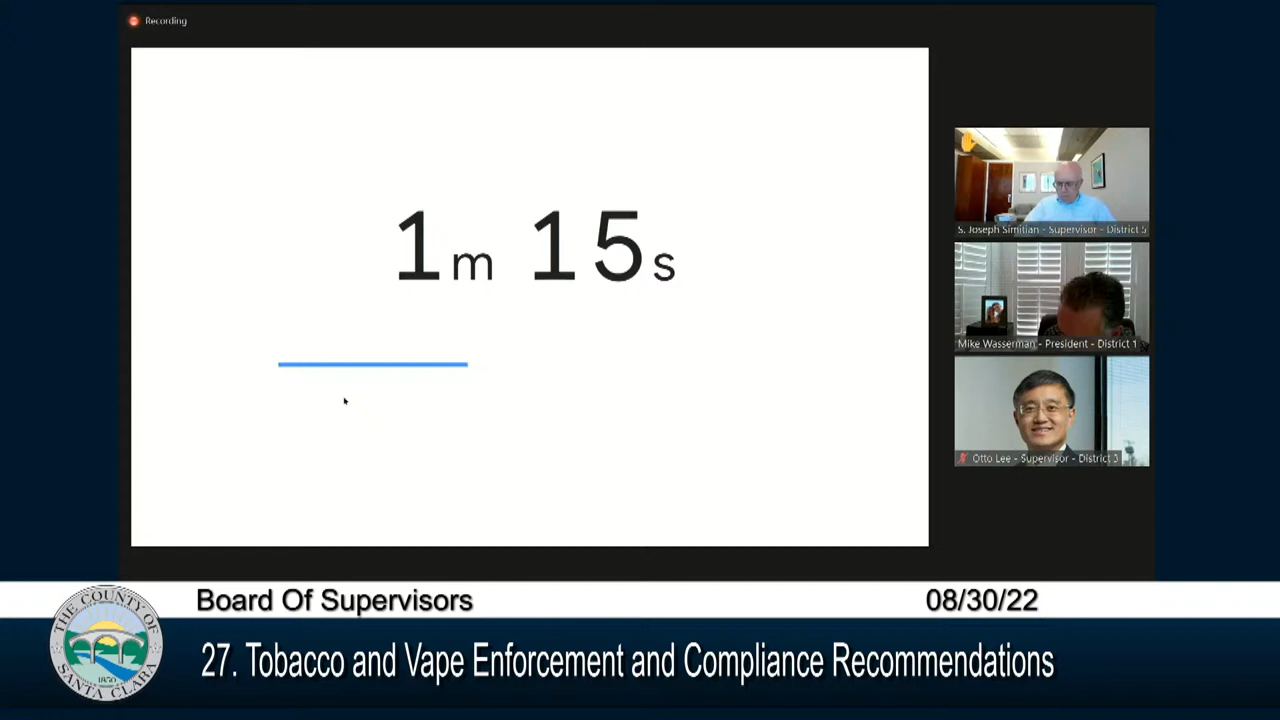 Recording
1m 15s
S. Joseph Simitian - Supervisor - District 5
Mike Wasserman - President - District 1
Otto Lee - Supervisor - District 3
Board Of Supervisors
08/30/22
THE COUNTY OF SANTA CLARA
1850
27. Tobacco and Vape Enforcement and Compliance Recommendations